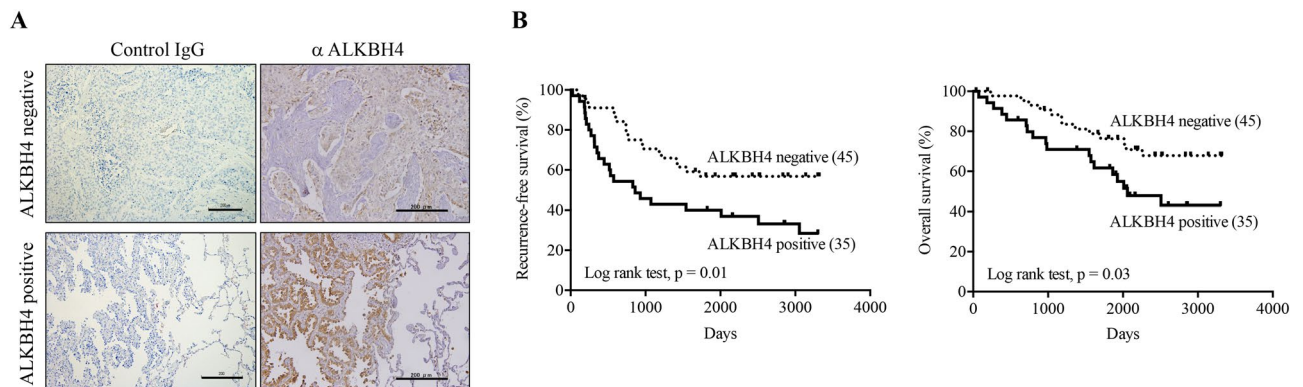 A
Control IgG
α ALKBH4
ALKBH4 negative
200 μm
ALKBH4 positive
200 μm
B
Recurrence-free survival (%)
100
80
60
40
20
0
ALKBH4 negative (45)
ALKBH4 positive (35)
Log rank test, p = 0.01
0
1000
2000
3000
4000
Days
Overall survival (%)
100
80
60
40
20
0
ALKBH4 negative (45)
ALKBH4 positive (35)
Log rank test, p = 0.03
0
1000
2000
3000
4000
Days